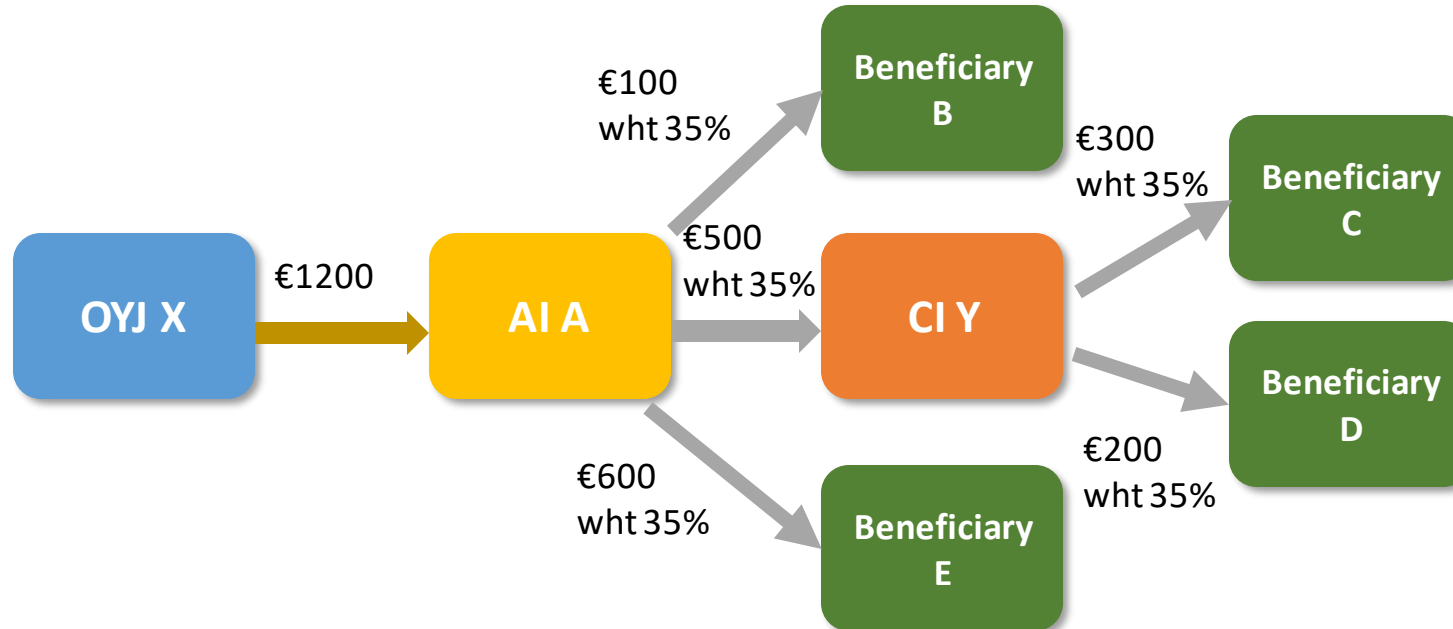 OYJ X
€1200
AI A
€100
wht 35%
Beneficiary
B
€500
wht 35%
CI Y
€300
wht 35%
Beneficiary
C
€200
wht 35%
Beneficiary
D
€600
wht 35%
Beneficiary
E